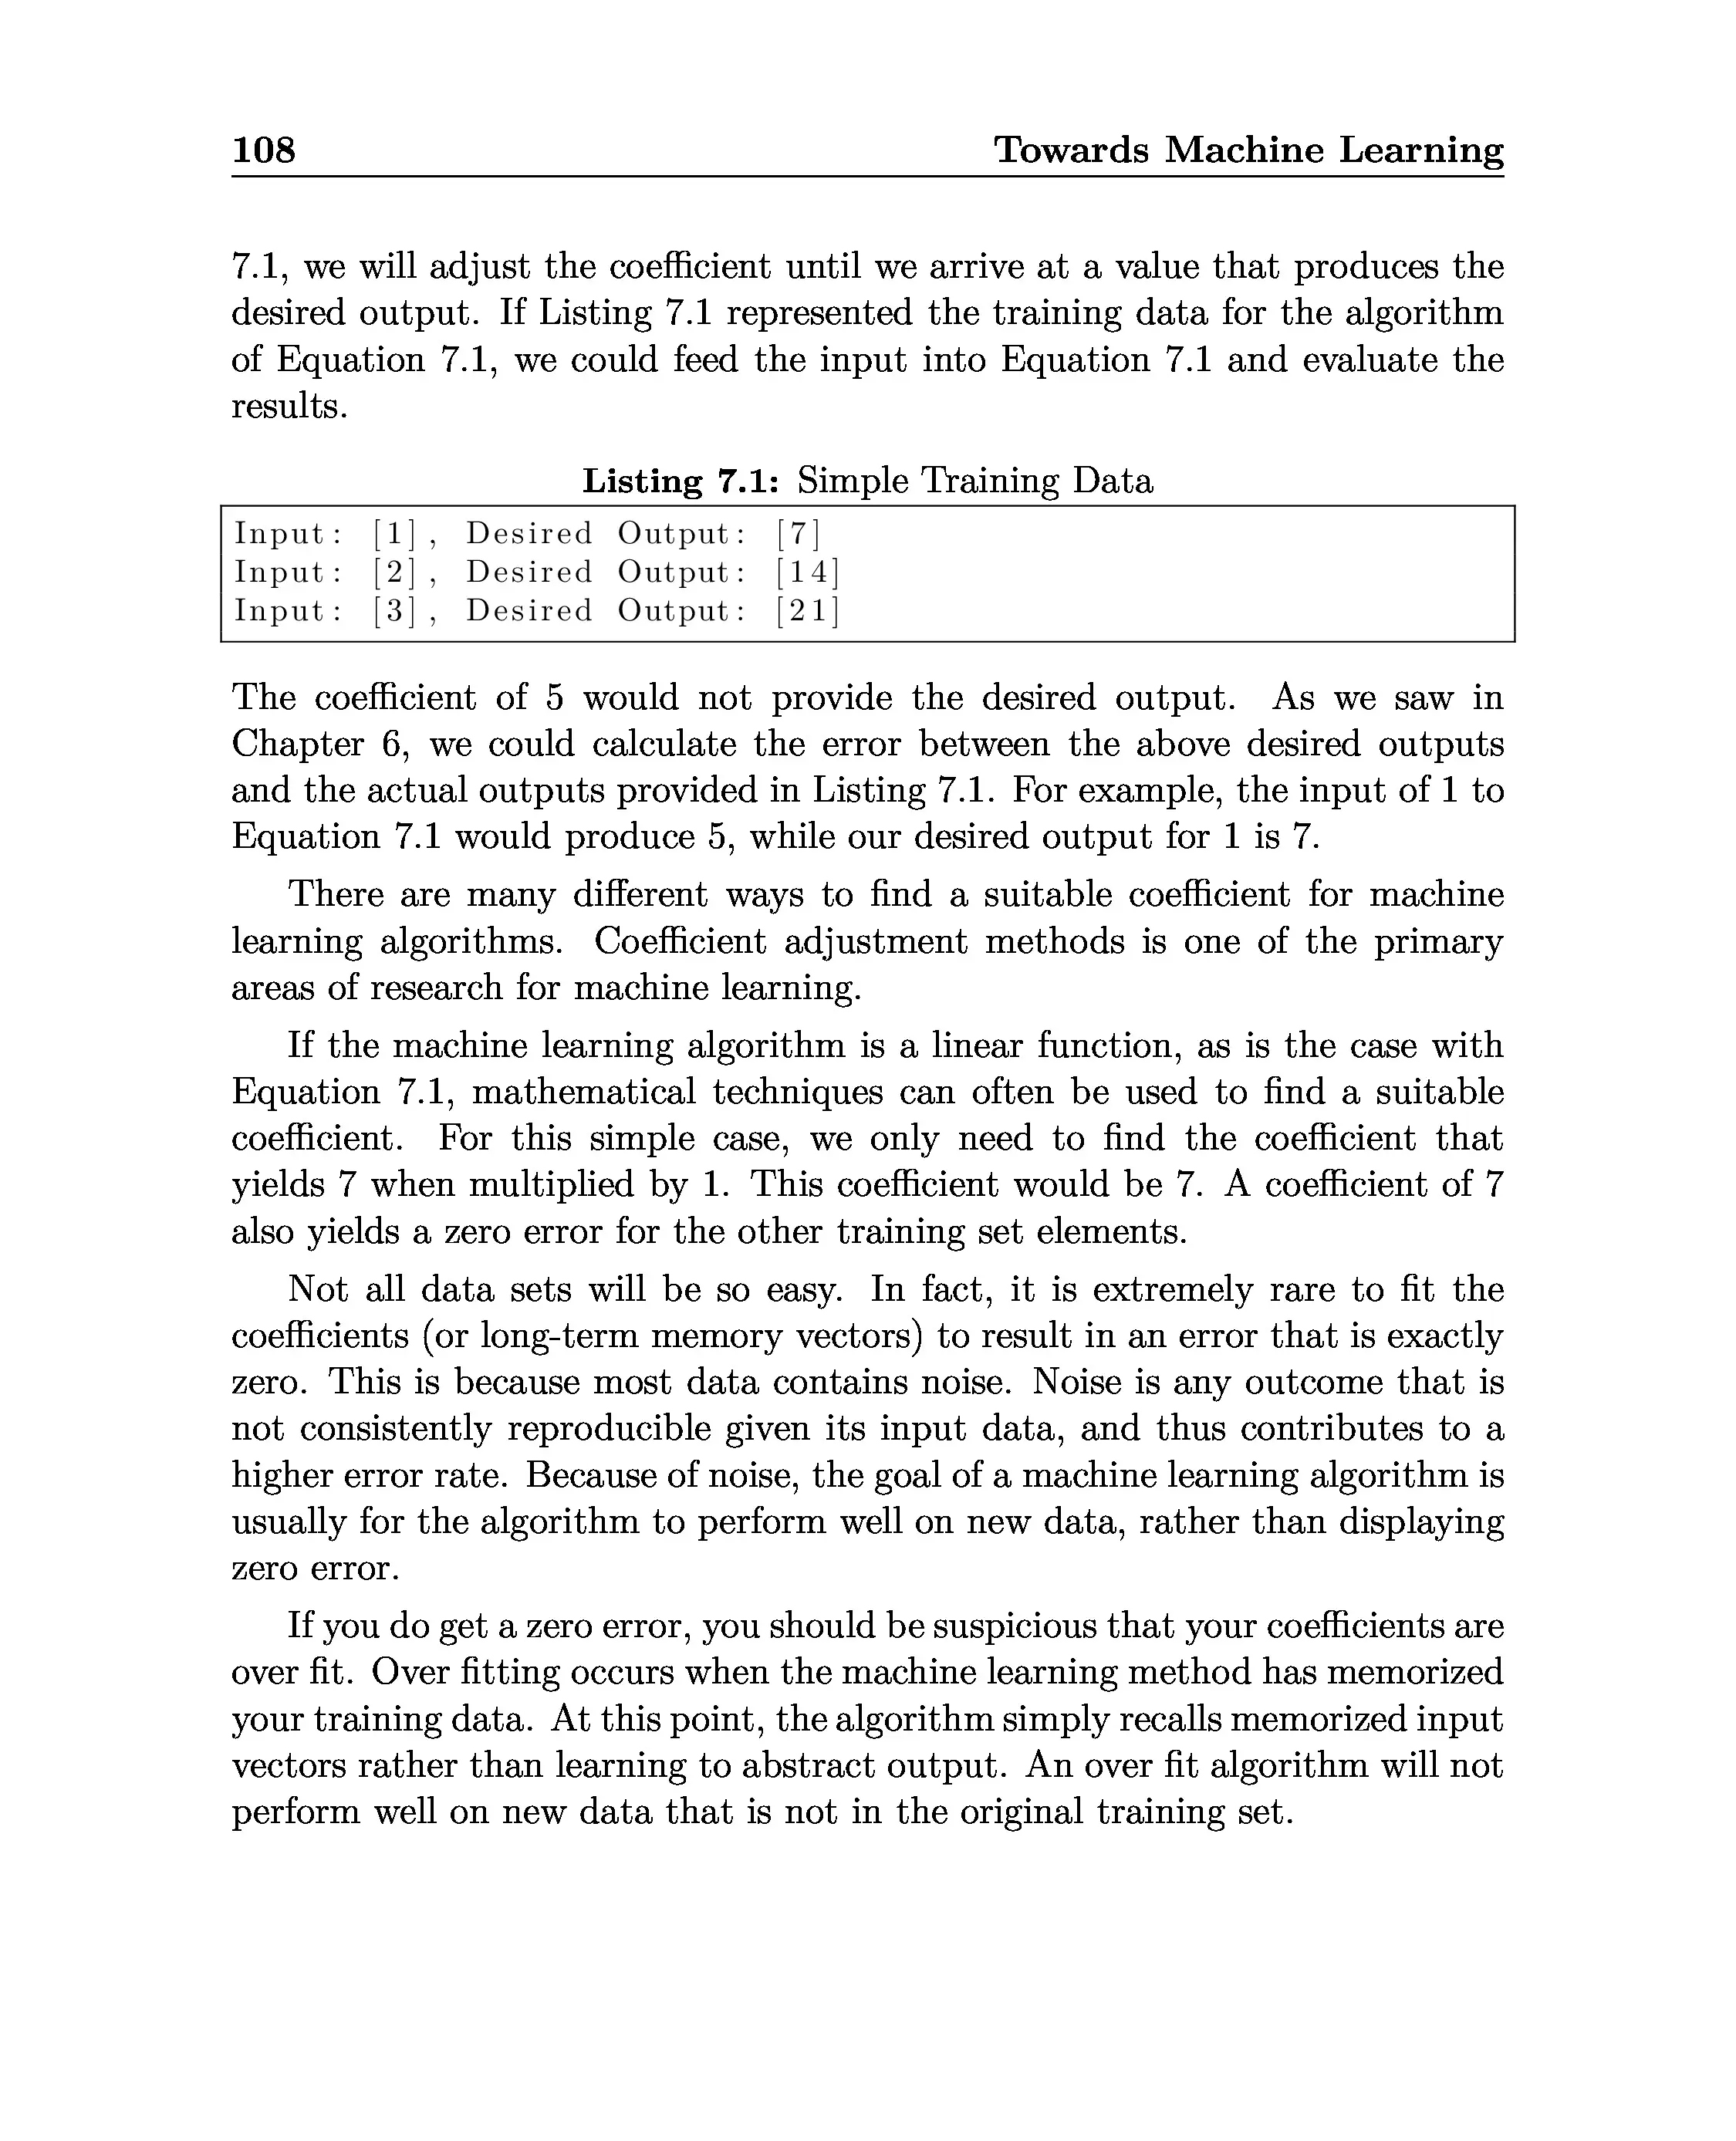 108 Towards Machine Learning
7.1, we will adjust the coefficient until we arrive at a value that produces the
desired output. If Listing 7.1 represented the training data for the algorithm
of Equation 7.1, we could feed the input into Equation 7.1 and evaluate the
results.
Listing 7.1: Simple Training Data
Input: [1], Desired Output: [7]
Input: [2], Desired Output: [14]
Input: [3], Desired Output: [21]
The coefficient of 5 would not provide the desired output. As we saw in
Chapter 6, we could calculate the error between the above desired outputs
and the actual outputs provided in Listing 7.1. For example, the input of 1 to
Equation 7.1 would produce 5, while our desired output for 1 is 7.
There are many different ways to find a suitable coefficient for machine
learning algorithms. Coefficient adjustment methods is one of the primary
areas of research for machine learning.
If the machine learning algorithm is a linear function, as is the case with
Equation 7.1, mathematical techniques can often be used to find a suitable
coefficient. For this simple case, we only need to find the coefficient that
yields 7 when multiplied by 1. This coefficient would be 7. A coefficient of 7
also yields a zero error for the other training set elements.
Not all data sets will be so easy. In fact, it is extremely rare to fit the
coefficients (or long-term memory vectors) to result in an error that is exactly
zero. This is because most data contains noise. Noise is any outcome that is
not consistently reproducible given its input data, and thus contributes to a
higher error rate. Because of noise, the goal of a machine learning algorithm is
usually for the algorithm to perform well on new data, rather than displaying
zero error.
If you do get a zero error, you should be suspicious that your coefficients are
over fit. Over fitting occurs when the machine learning method has memorized
your training data. At this point, the algorithm simply recalls memorized input
vectors rather than learning to abstract output. An over fit algorithm will not
perform well on new data that is not in the original training set.